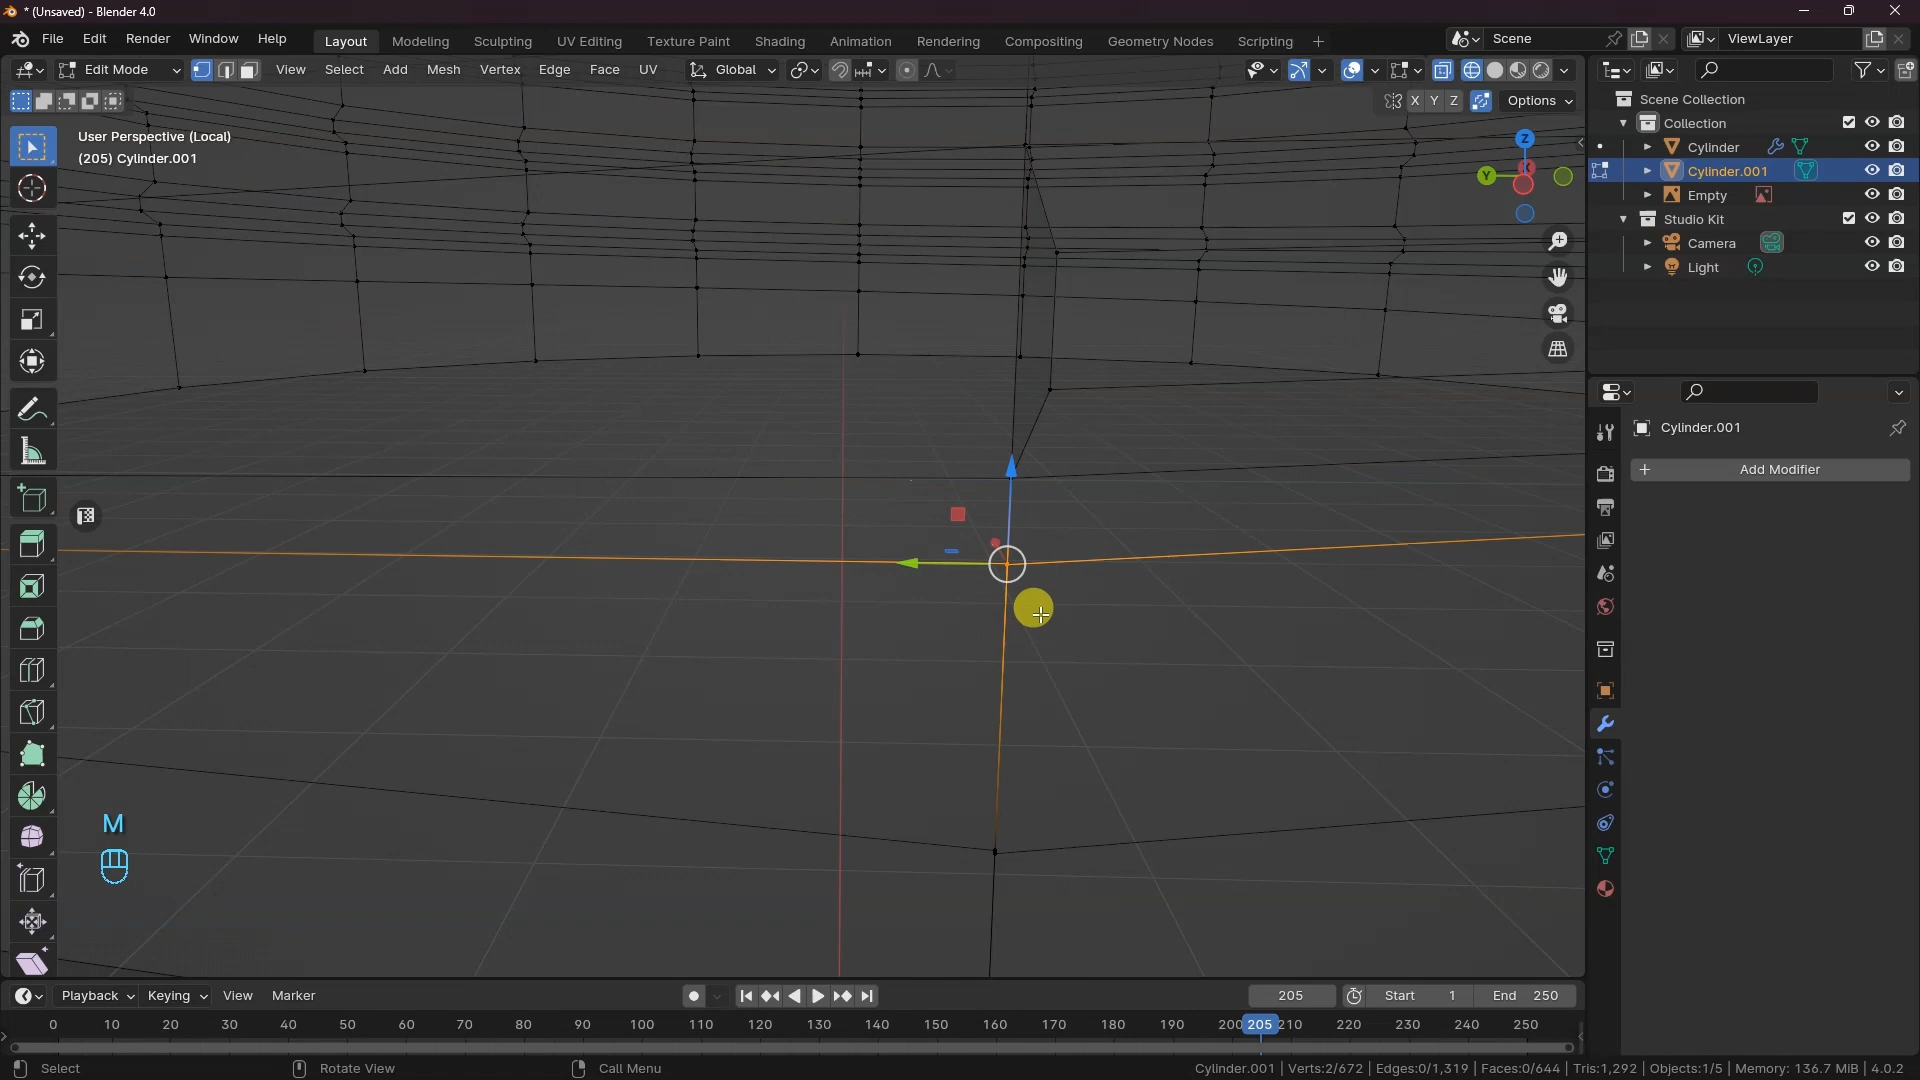 * (Unsaved) - Blender 4.0
File Edit Render Window Help
Layout Modeling Sculpting UV Editing Texture Paint Shading Animation Rendering Compositing Geometry Nodes Scripting +
Scene
ViewLayer
Edit Mode View Select Add Mesh Vertex Edge Face UV Global
X Y Z Options
User Perspective (Local)
(205) Cylinder.001
Z
Y
Scene Collection
Collection
Cylinder
Cylinder.001
Empty
Studio Kit
Camera
Light
Cylinder.001
+ Add Modifier
M
Playback Keying View Marker
205 Start 1 End 250
0 10 20 30 40 50 60 70 80 90 100 110 120 130 140 150 160 170 180 190 200 205 210 220 230 240 250
Select Rotate View Call Menu
Cylinder.001 | Verts:2/672 | Edges:0/1,319 | Faces:0/644 | Tris:1,292 | Objects:1/5 | Memory: 136.7 MiB | 4.0.2